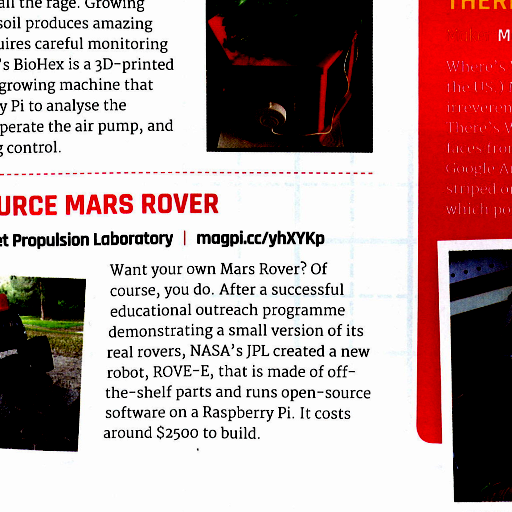 all the rage. Growing
soil produces amazing
uires careful monitoring
's BioHex is a 3D-printed
growing machine that
y Pi to analyse the
perate the air pump, and
g control.
URCE MARS ROVER
et Propulsion Laboratory | magpi.cc/yhXYKp
Want your own Mars Rover? Of
course, you do. After a successful
educational outreach programme
demonstrating a small version of its
real rovers, NASA's JPL created a new
robot, ROVE-E, that is made of off-
the-shelf parts and runs open-source
software on a Raspberry Pi. It costs
around $2500 to build.
THER
M
Where's
the US.)
irreveren
There's W
faces from
Google A
striped o
which po